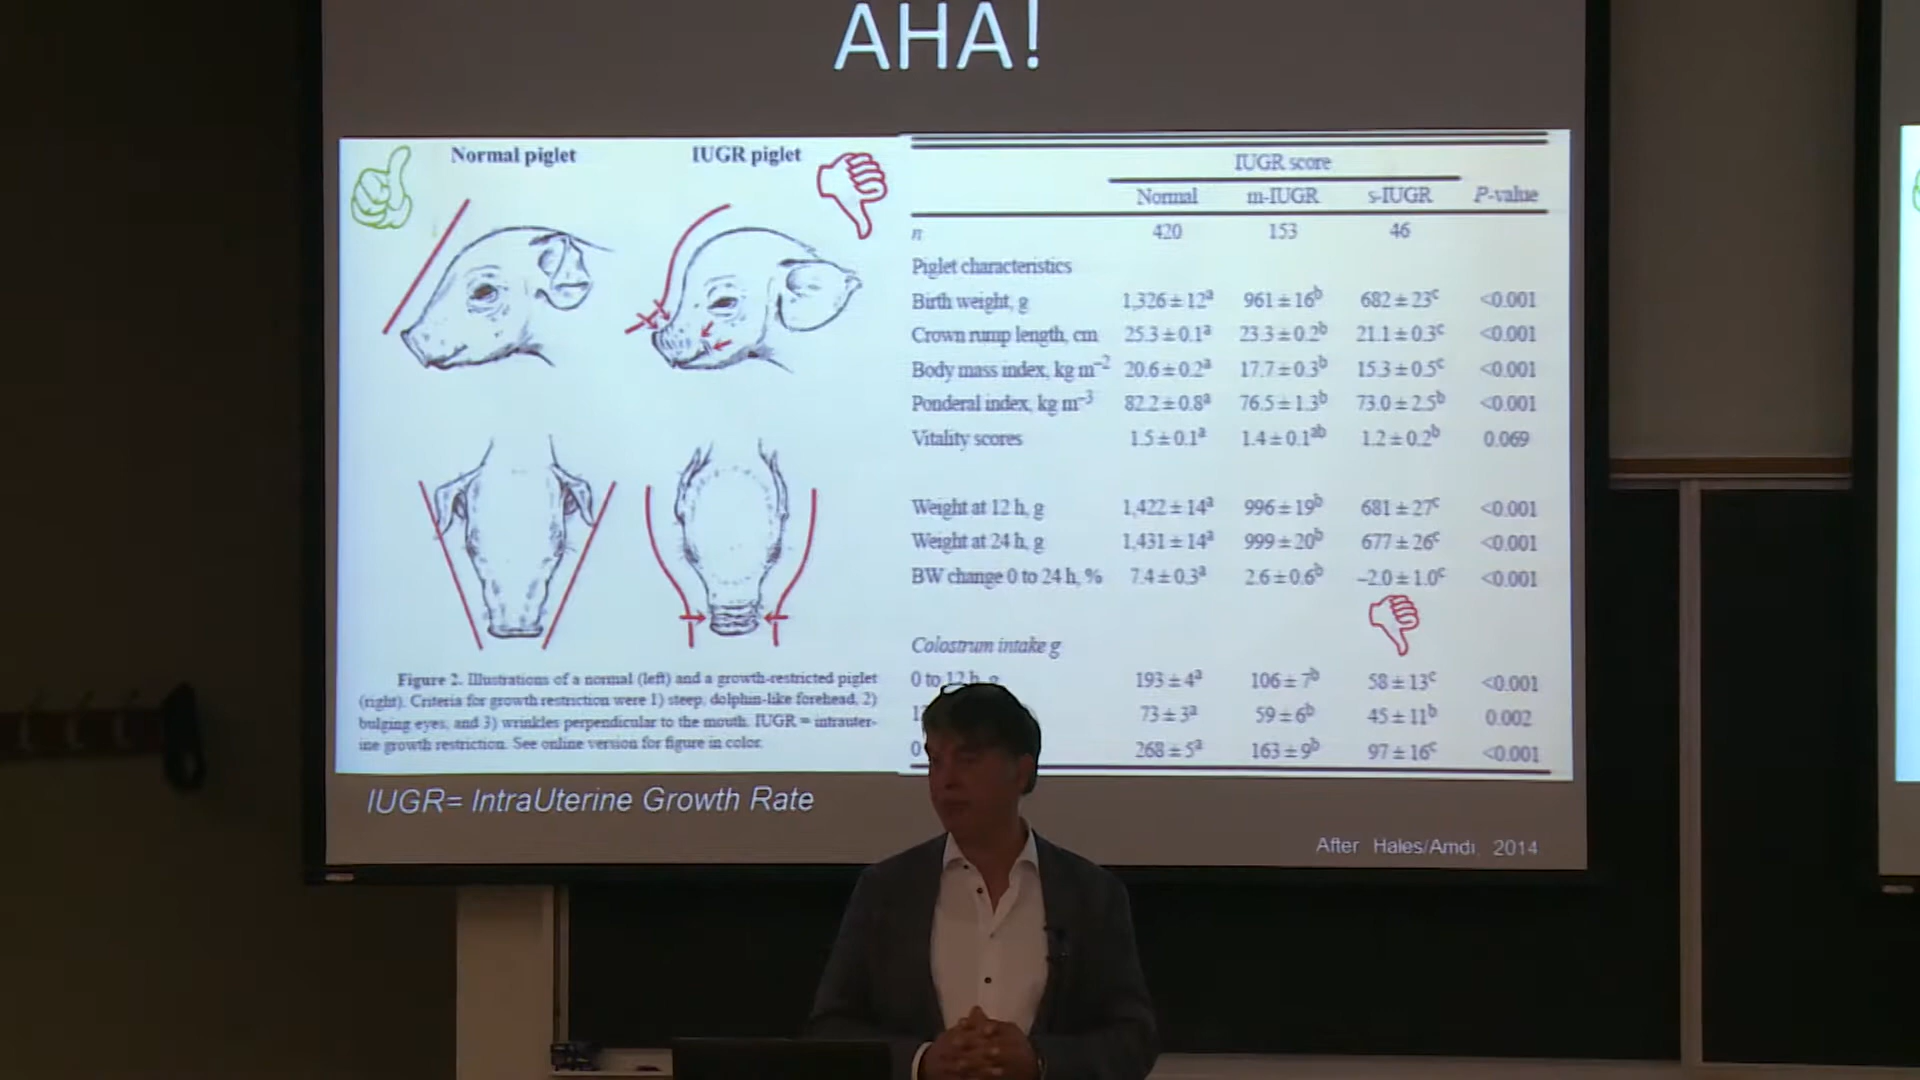 AHA!
Normal piglet
IUGR piglet
Figure 2. Illustrations of a normal (left) and a growth-restricted piglet
(right). Criteria for growth restriction were 1) steep, dolphin-like forehead, 2)
bulging eyes, and 3) wrinkles perpendicular to the mouth. IUGR = intrauter-
ine growth restriction. See online version for figure in color.
IUGR score
Normal m-IUGR s-IUGR P-value
n 420 153 46
Piglet characteristics
Birth weight, g 1,326 ± 12ᵃ 961 ± 16ᵇ 682 ± 23ᶜ <0.001
Crown rump length, cm 25.3 ± 0.1ᵃ 23.3 ± 0.2ᵇ 21.1 ± 0.3ᶜ <0.001
Body mass index, kg m⁻² 20.6 ± 0.2ᵃ 17.7 ± 0.3ᵇ 15.3 ± 0.5ᶜ <0.001
Ponderal index, kg m⁻³ 82.2 ± 0.8ᵃ 76.5 ± 1.3ᵇ 73.0 ± 2.5ᵇ <0.001
Vitality scores 1.5 ± 0.1ᵃ 1.4 ± 0.1ᵃᵇ 1.2 ± 0.2ᵇ 0.069
Weight at 12 h, g 1,422 ± 14ᵃ 996 ± 19ᵇ 681 ± 27ᶜ <0.001
Weight at 24 h, g 1,431 ± 14ᵃ 999 ± 20ᵇ 677 ± 26ᶜ <0.001
BW change 0 to 24 h, % 7.4 ± 0.3ᵃ 2.6 ± 0.6ᵇ −2.0 ± 1.0ᶜ <0.001
Colostrum intake g
0 to 12 h, g 193 ± 4ᵃ 106 ± 7ᵇ 58 ± 13ᶜ <0.001
73 ± 3ᵃ 59 ± 6ᵇ 45 ± 11ᵇ 0.002
0 268 ± 5ᵃ 163 ± 9ᵇ 97 ± 16ᶜ <0.001
IUGR= IntraUterine Growth Rate
After Hales/Amdi, 2014